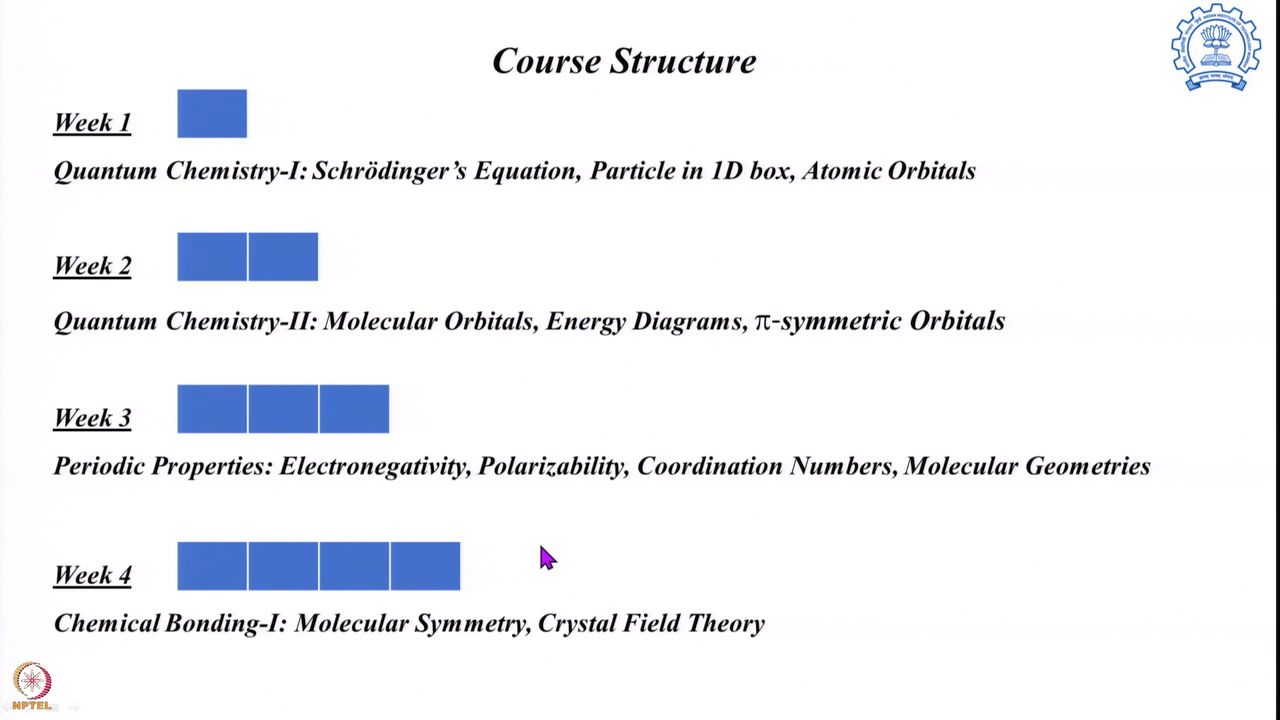 Course Structure
Week 1
Quantum Chemistry-I: Schrödinger’s Equation, Particle in 1D box, Atomic Orbitals
Week 2
Quantum Chemistry-II: Molecular Orbitals, Energy Diagrams, π-symmetric Orbitals
Week 3
Periodic Properties: Electronegativity, Polarizability, Coordination Numbers, Molecular Geometries
Week 4
Chemical Bonding-I: Molecular Symmetry, Crystal Field Theory
NPTEL